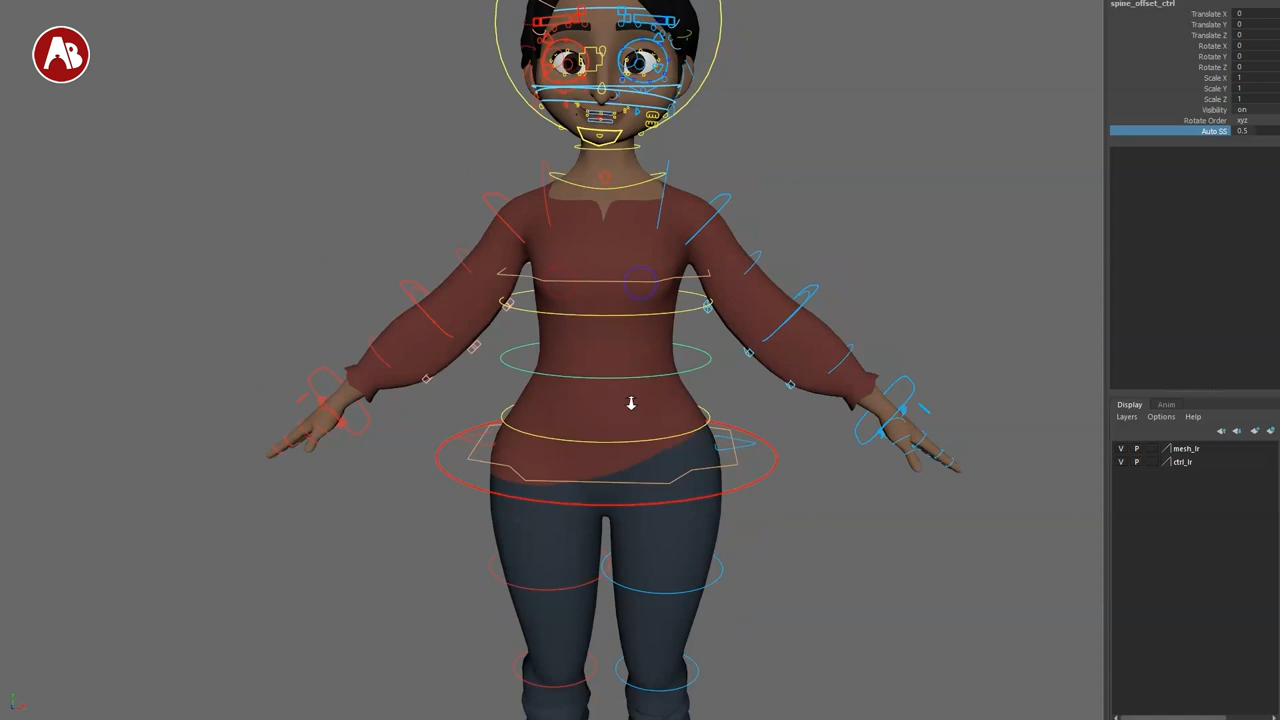 AB
spine_offset_ctrl
Translate X 0
Translate Y 0
Translate Z 0
Rotate X 0
Rotate Y 0
Rotate Z 0
Scale X 1
Scale Y 1
Scale Z 1
Visibility on
Rotate Order xyz
Auto SS 0.5
Display Anim
Layers Options Help
V P mesh_lr
V P ctrl_lr